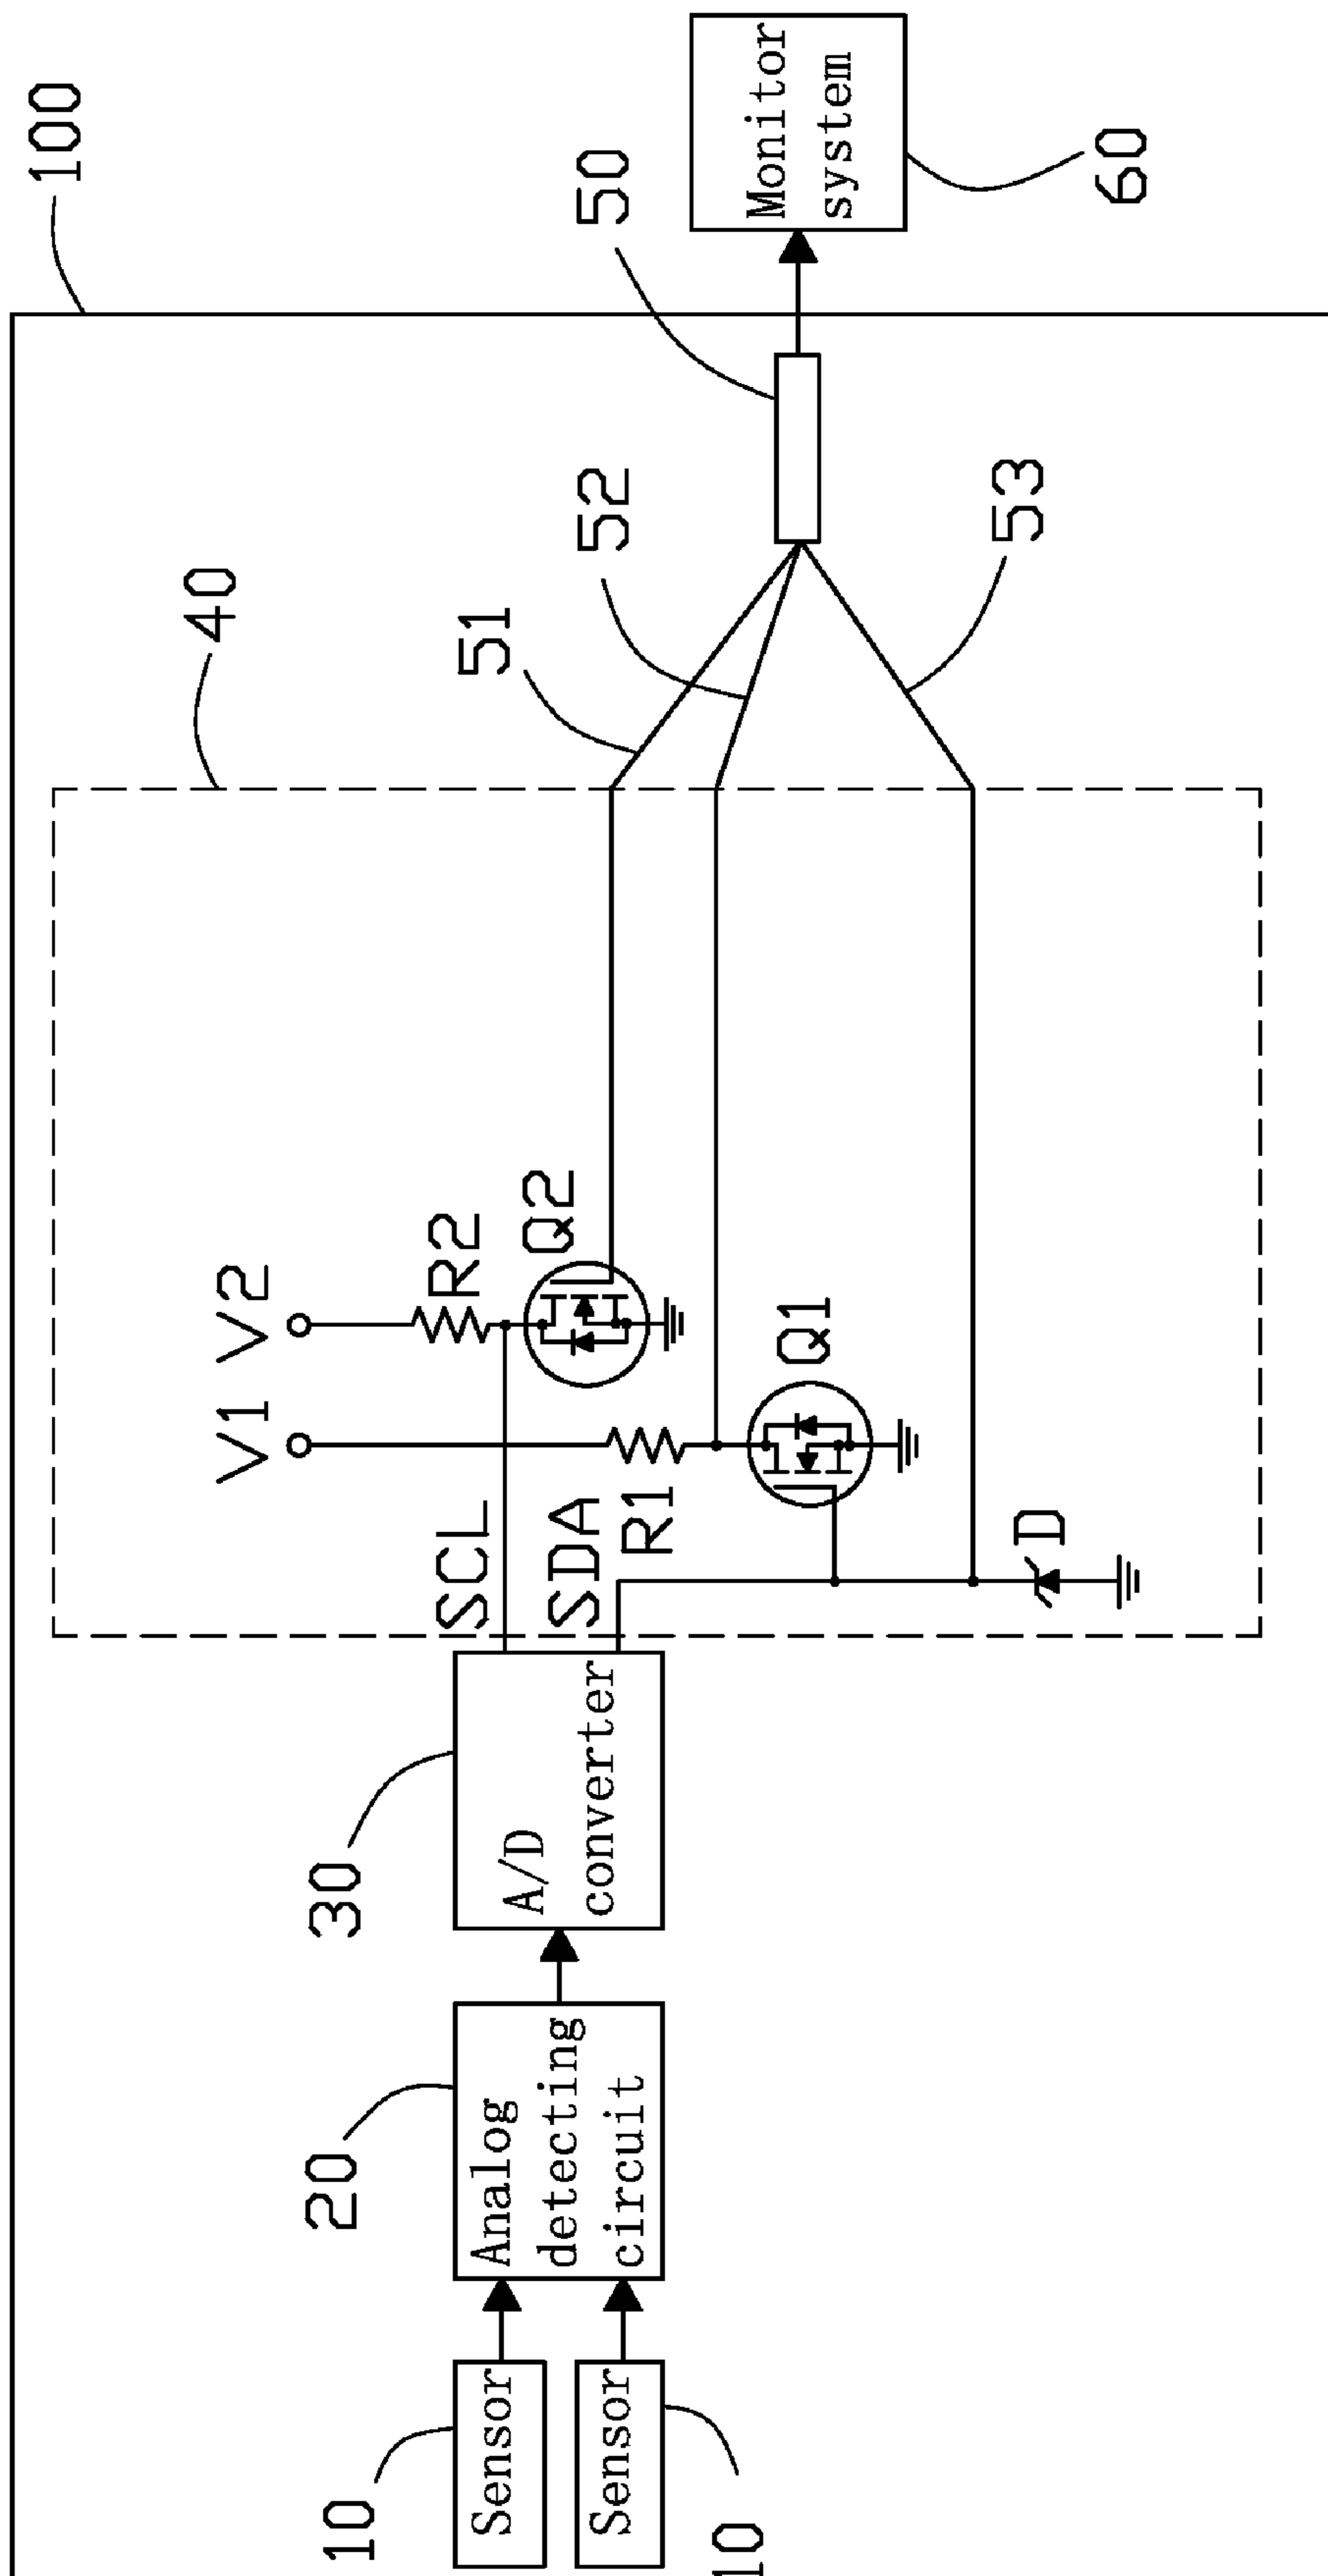 100
40
V1
V2
R2
Q2
SCL
SDA
R1
Q1
D
51
52
53
50
Monitor
system
60
30
A/D
converter
20
Analog
detecting
circuit
10
Sensor
Sensor
10